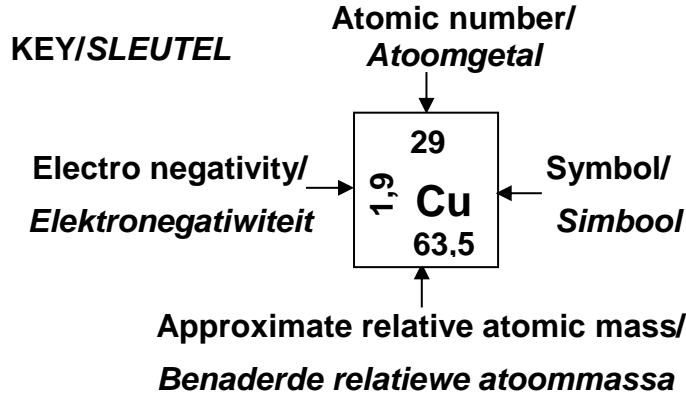 KEY/SLEUTEL
Atomic number/
Atoomgetal
29
Electro negativity/
Elektronegatiwiteit
1,9
Cu
Symbol/
Simbool
63,5
Approximate relative atomic mass/
Benaderde relatiewe atoommassa